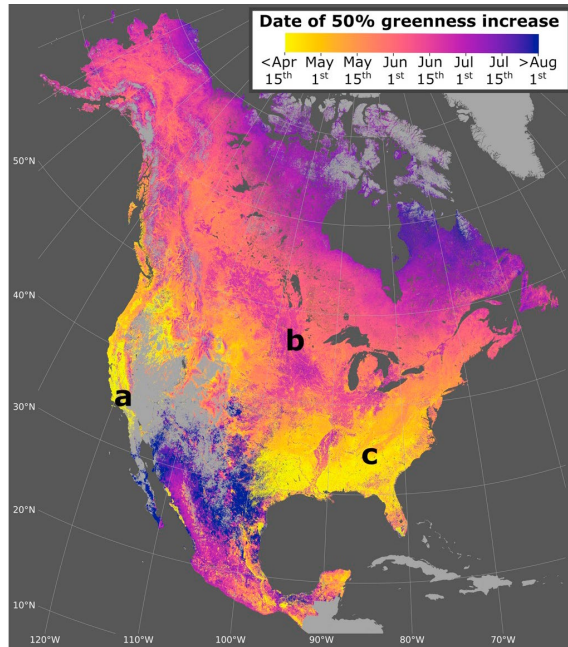 Date of 50% greenness increase
<Apr May May Jun Jun Jul Jul >Aug
15th 1st 15th 1st 15th 1st 15th 1st
50°N
40°N
b
a
30°N
c
20°N
10°N
120°W 110°W 100°W 90°W 80°W 70°W